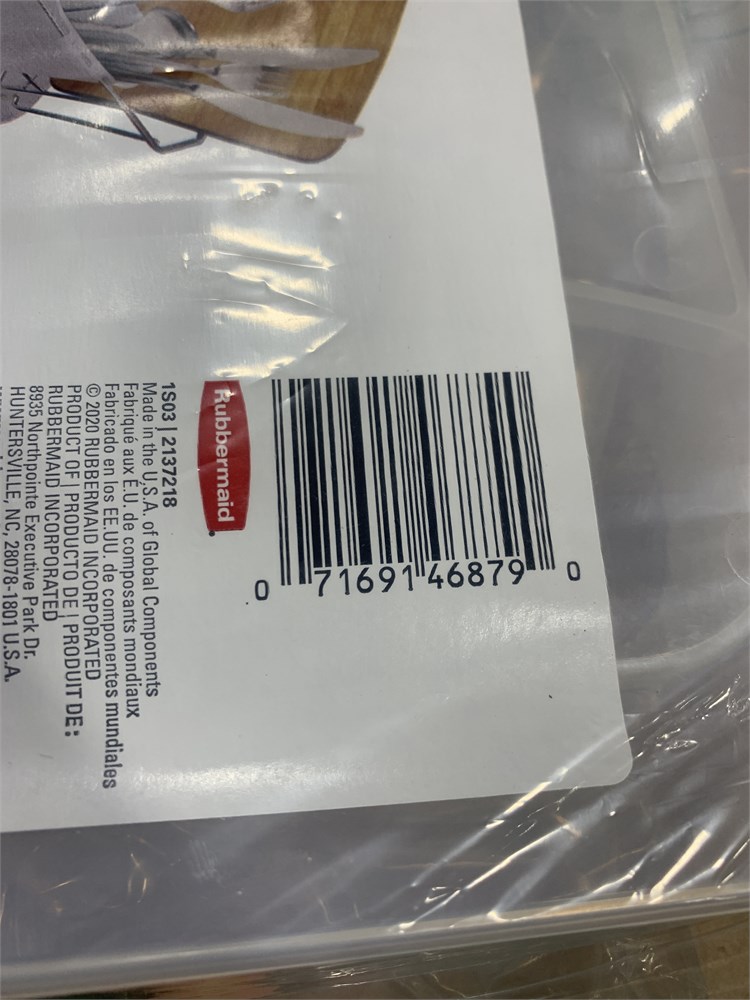 0 71691 46879 0
Rubbermaid
1S03 | 2137218
Made in the U.S.A. of Global Components
Fabriqué aux É.U. de composants mondiaux
Fabricado en los EE.UU. de componentes mundiales
© 2020 RUBBERMAID INCORPORATED
PRODUCT OF | PRODUCTO DE | PRODUIT DE:
RUBBERMAID INCORPORATED
8935 Northpointe Executive Park Dr.
HUNTERSVILLE, NC, 28078-1801 U.S.A.